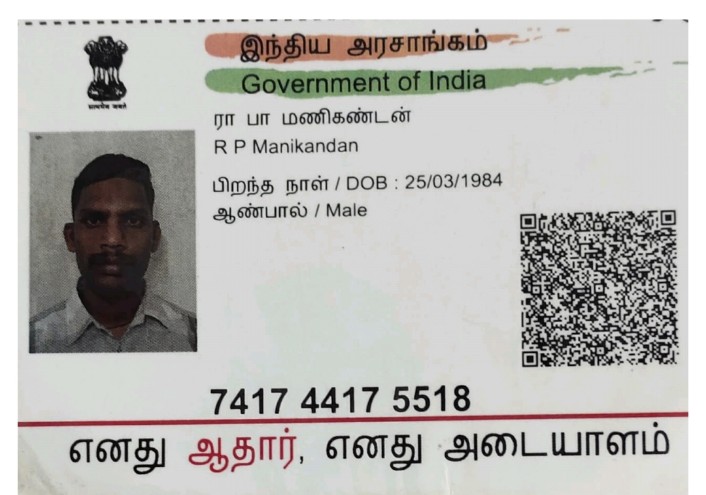 இந்திய அரசாங்கம்
Government of India
सत्यमेव जयते
ரா பா மணிகண்டன்
R P Manikandan
பிறந்த நாள் / DOB : 25/03/1984
ஆண்பால் / Male
7417 4417 5518
எனது ஆதார், எனது அடையாளம்